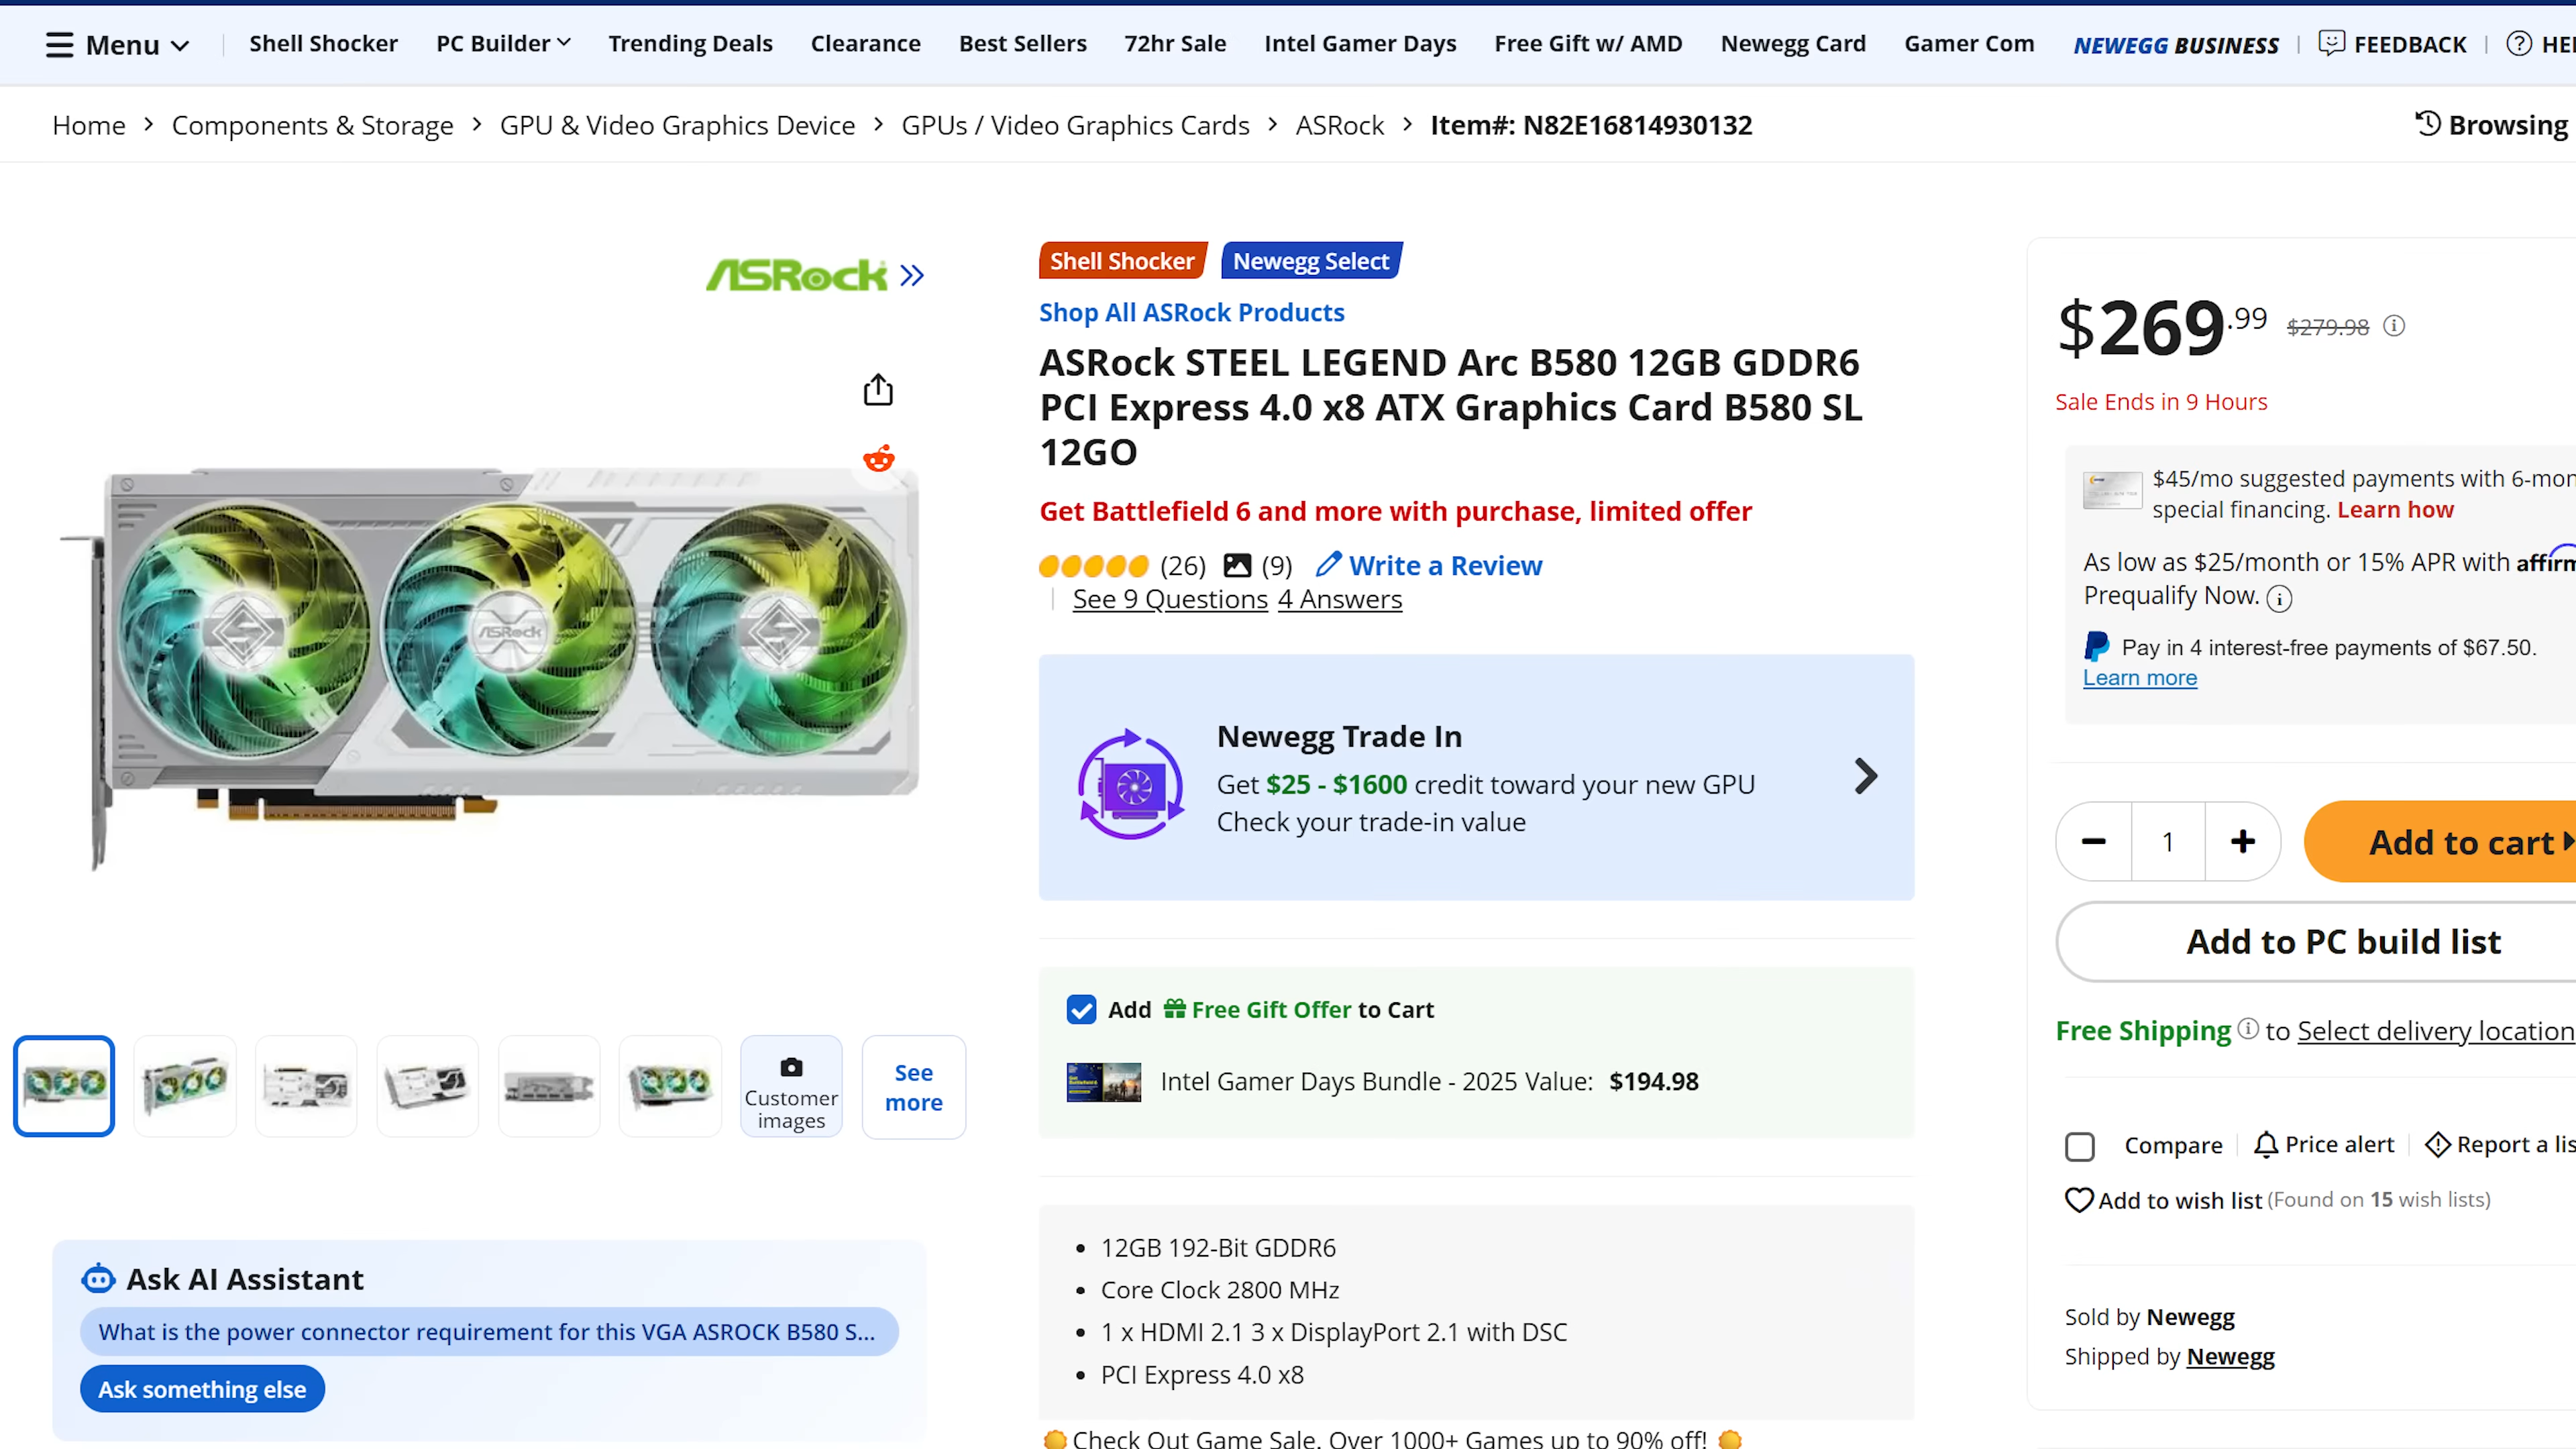 Menu
Shell Shocker
PC Builder
Trending Deals
Clearance
Best Sellers
72hr Sale
Intel Gamer Days
Free Gift w/ AMD
Newegg Card
Gamer Com
NEWEGG BUSINESS
FEEDBACK
Home > Components & Storage > GPU & Video Graphics Device > GPUs / Video Graphics Cards > ASRock > Item#: N82E16814930132
Browsing
ASRock
ASRock
Customer
images
See
more
Ask AI Assistant
What is the power connector requirement for this VGA ASROCK B580 S...
Ask something else
Shell Shocker
Newegg Select
Shop All ASRock Products
ASRock STEEL LEGEND Arc B580 12GB GDDR6
PCI Express 4.0 x8 ATX Graphics Card B580 SL
12GO
Get Battlefield 6 and more with purchase, limited offer
(26) (9) Write a Review
See 9 Questions 4 Answers
Newegg Trade In
Get $25 - $1600 credit toward your new GPU
Check your trade-in value
Add Free Gift Offer to Cart
Intel Gamer Days Bundle - 2025 Value: $194.98
• 12GB 192-Bit GDDR6
• Core Clock 2800 MHz
• 1 x HDMI 2.1 3 x DisplayPort 2.1 with DSC
• PCI Express 4.0 x8
Check Out Game Sale. Over 1000+ Games up to 90% off!
$269.99 $279.98
Sale Ends in 9 Hours
$45/mo suggested payments with 6-mon
special financing. Learn how
As low as $25/month or 15% APR with affirm
Prequalify Now.
Pay in 4 interest-free payments of $67.50.
Learn more
1
Add to cart
Add to PC build list
Free Shipping to Select delivery location
Compare
Price alert
Report a lis
Add to wish list (Found on 15 wish lists)
Sold by Newegg
Shipped by Newegg